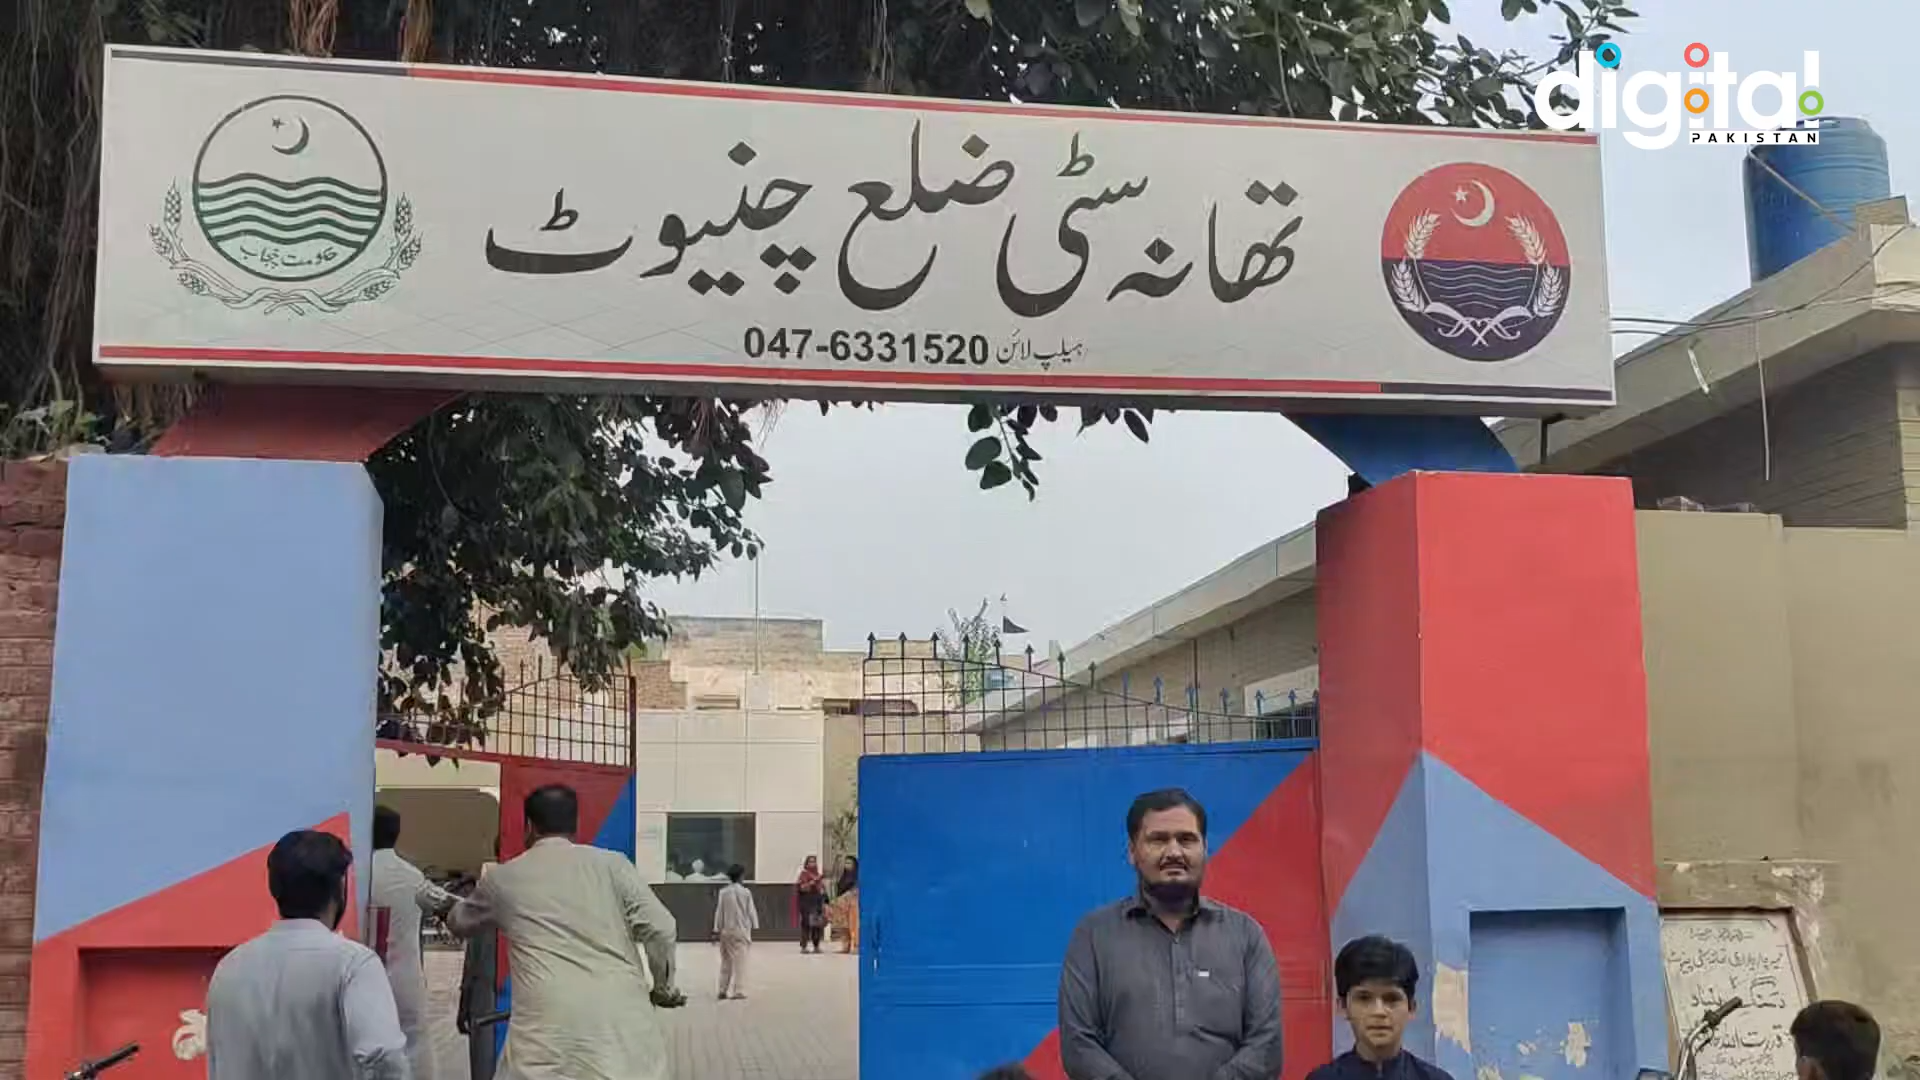 digital
PAKISTAN
تھانہ سٹی ضلع چنیوٹ
ہیلپ لائن 047-6331520
حکومت پنجاب